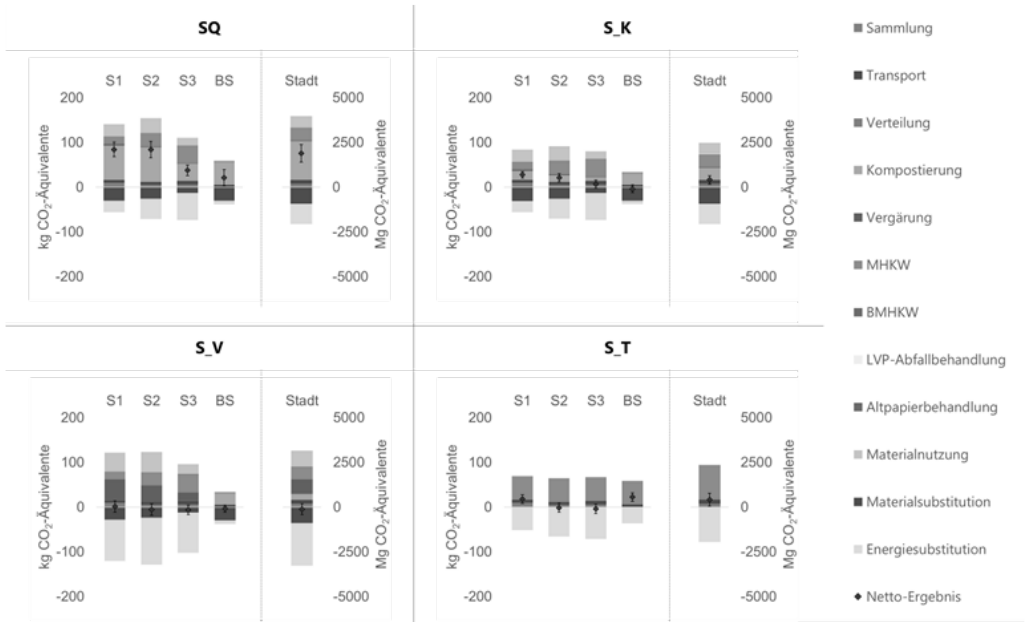 SQ
S1 S2 S3 BS Stadt
200 5000
100 2500
0 0
-100 -2500
-200 -5000
kg CO₂-Äquivalente
Mg CO₂-Äquivalente
S_K
S1 S2 S3 BS Stadt
200 5000
100 2500
0 0
-100 -2500
-200 -5000
kg CO₂-Äquivalente
Mg CO₂-Äquivalente
S_V
S1 S2 S3 BS Stadt
200 5000
100 2500
0 0
-100 -2500
-200 -5000
kg CO₂-Äquivalente
Mg CO₂-Äquivalente
S_T
S1 S2 S3 BS Stadt
200 5000
100 2500
0 0
-100 -2500
-200 -5000
kg CO₂-Äquivalente
Mg CO₂-Äquivalente
Sammlung
Transport
Verteilung
Kompostierung
Vergärung
MHKW
BMHKW
LVP-Abfallbehandlung
Altpapierbehandlung
Materialnutzung
Materialsubstitution
Energiesubstitution
Netto-Ergebnis